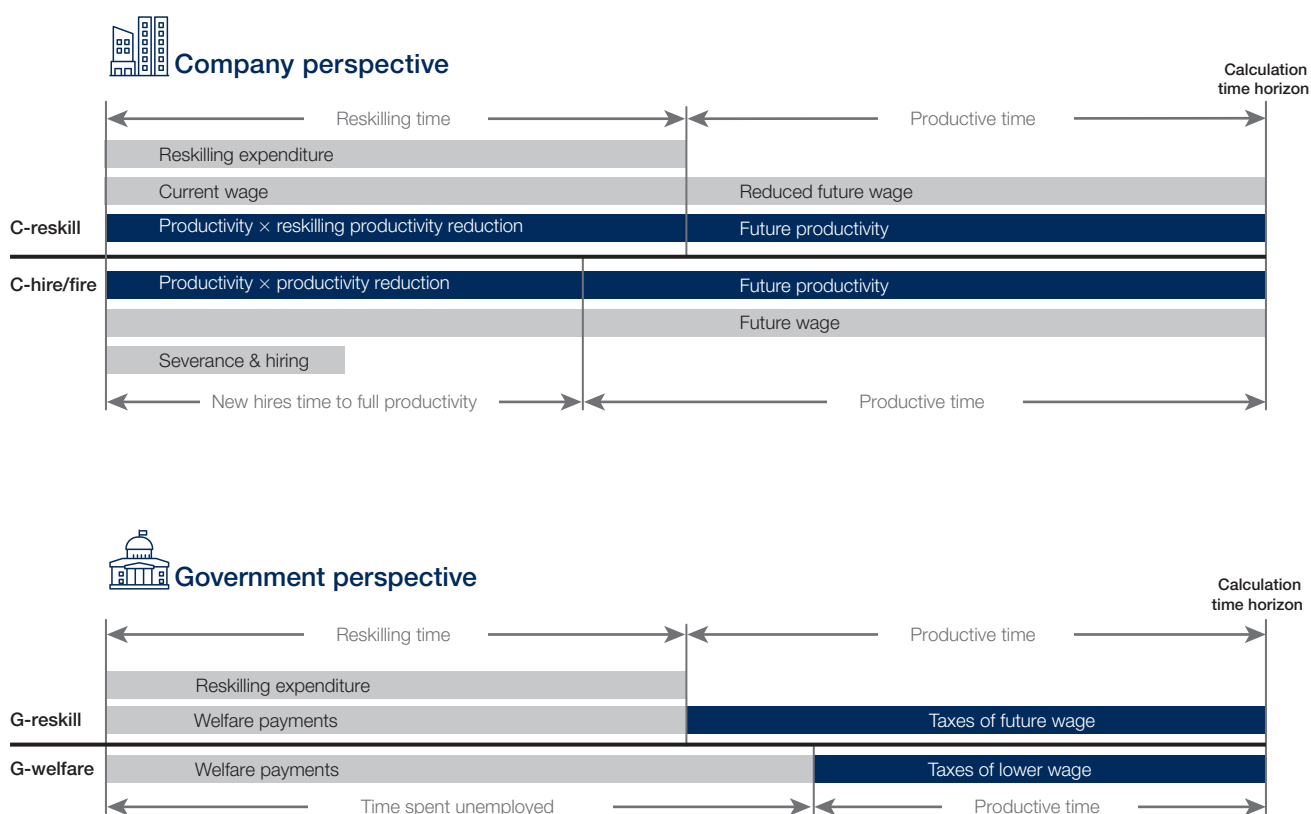 Company perspective
Calculation
time horizon
Reskilling time
Productive time
Reskilling expenditure
Current wage
Reduced future wage
C-reskill
Productivity × reskilling productivity reduction
Future productivity
C-hire/fire
Productivity × productivity reduction
Future productivity
Future wage
Severance & hiring
New hires time to full productivity
Productive time
Government perspective
Calculation
time horizon
Reskilling time
Productive time
Reskilling expenditure
G-reskill
Welfare payments
Taxes of future wage
G-welfare
Welfare payments
Taxes of lower wage
Time spent unemployed
Productive time